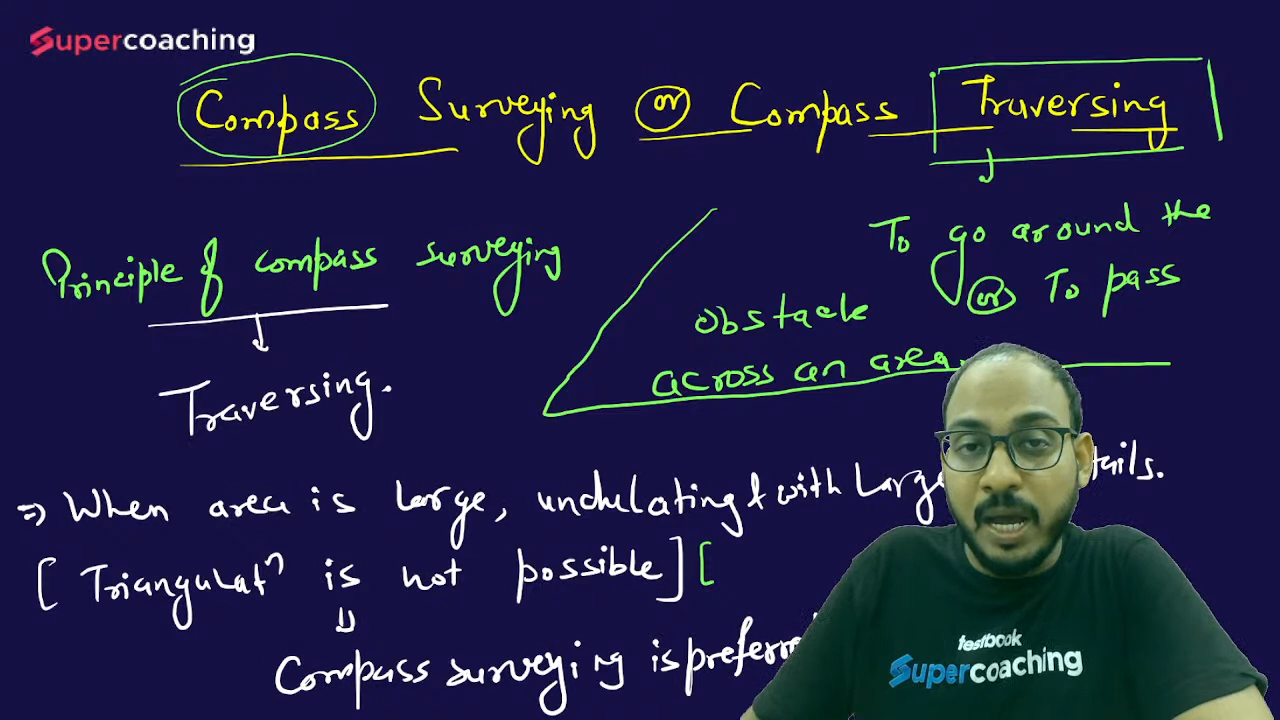 Supercoaching
Compass Surveying or Compass Traversing
To go around the
Principle of compass surveying
or To pass
obstacle
across an area.
Traversing.
⇒ When area is large, undulating & with Large
[Triangulatⁿ is not possible] [
Compass surveying is
testbook
Supercoaching